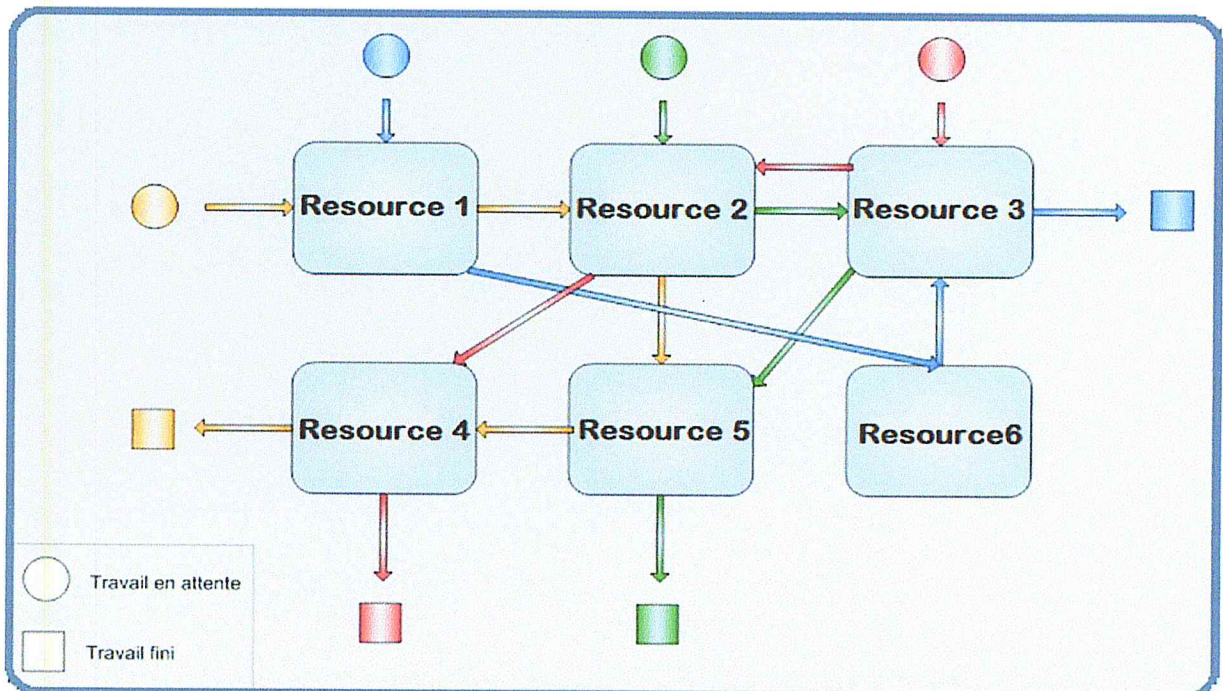 Resource 1
Resource 2
Resource 3
Resource 4
Resource 5
Resource6
Travail en attente
Travail fini